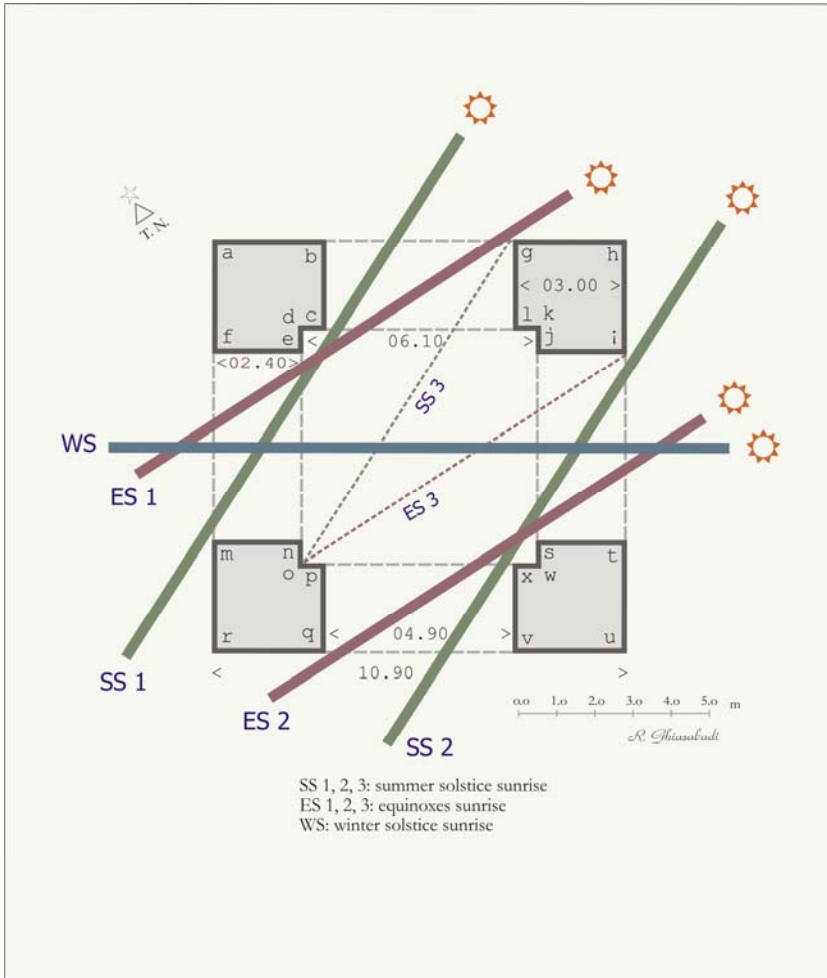 T. N.
a b g h
< 03.00 >
d c l k
f e j i
<02.40> < 06.10 >
SS 3
WS
ES 1
ES 3
m n s t
o p x w
r q v u
< 04.90 >
< 10.90 >
SS 1
ES 2
SS 2
0.0 1.0 2.0 3.0 4.0 5.0 m
R. Ghiasabadi
SS 1, 2, 3: summer solstice sunrise
ES 1, 2, 3: equinoxes sunrise
WS: winter solstice sunrise